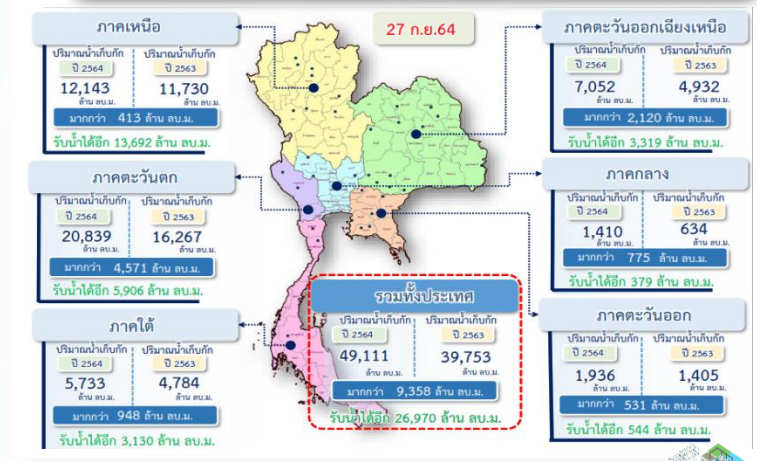 ภาคเหนือ
ปริมาณน้ำเก็บกัก ปริมาณน้ำเก็บกัก
ปี 2564 ปี 2563
12,143 11,730
ล้าน ลบ.ม. ล้าน ลบ.ม.
มากกว่า 413 ล้าน ลบ.ม.
รับน้ำได้อีก 13,692 ล้าน ลบ.ม.
27 ก.ย.64
ภาคตะวันออกเฉียงเหนือ
ปริมาณน้ำเก็บกัก ปริมาณน้ำเก็บกัก
ปี 2564 ปี 2563
7,052 4,932
ล้าน ลบ.ม. ล้าน ลบ.ม.
มากกว่า 2,120 ล้าน ลบ.ม.
รับน้ำได้อีก 3,319 ล้าน ลบ.ม.
ภาคตะวันตก
ปริมาณน้ำเก็บกัก ปริมาณน้ำเก็บกัก
ปี 2564 ปี 2563
20,839 16,267
ล้าน ลบ.ม. ล้าน ลบ.ม.
มากกว่า 4,571 ล้าน ลบ.ม.
รับน้ำได้อีก 5,906 ล้าน ลบ.ม.
ภาคกลาง
ปริมาณน้ำเก็บกัก ปริมาณน้ำเก็บกัก
ปี 2564 ปี 2563
1,410 634
ล้าน ลบ.ม. ล้าน ลบ.ม.
มากกว่า 775 ล้าน ลบ.ม.
รับน้ำได้อีก 379 ล้าน ลบ.ม.
ภาคใต้
ปริมาณน้ำเก็บกัก ปริมาณน้ำเก็บกัก
ปี 2564 ปี 2563
5,733 4,784
ล้าน ลบ.ม. ล้าน ลบ.ม.
มากกว่า 948 ล้าน ลบ.ม.
รับน้ำได้อีก 3,130 ล้าน ลบ.ม.
รวมทั้งประเทศ
ปริมาณน้ำเก็บกัก ปริมาณน้ำเก็บกัก
ปี 2564 ปี 2563
49,111 39,753
ล้าน ลบ.ม. ล้าน ลบ.ม.
มากกว่า 9,358 ล้าน ลบ.ม.
รับน้ำได้อีก 26,970 ล้าน ลบ.ม.
ภาคตะวันออก
ปริมาณน้ำเก็บกัก ปริมาณน้ำเก็บกัก
ปี 2564 ปี 2563
1,936 1,405
ล้าน ลบ.ม. ล้าน ลบ.ม.
มากกว่า 531 ล้าน ลบ.ม.
รับน้ำได้อีก 544 ล้าน ลบ.ม.